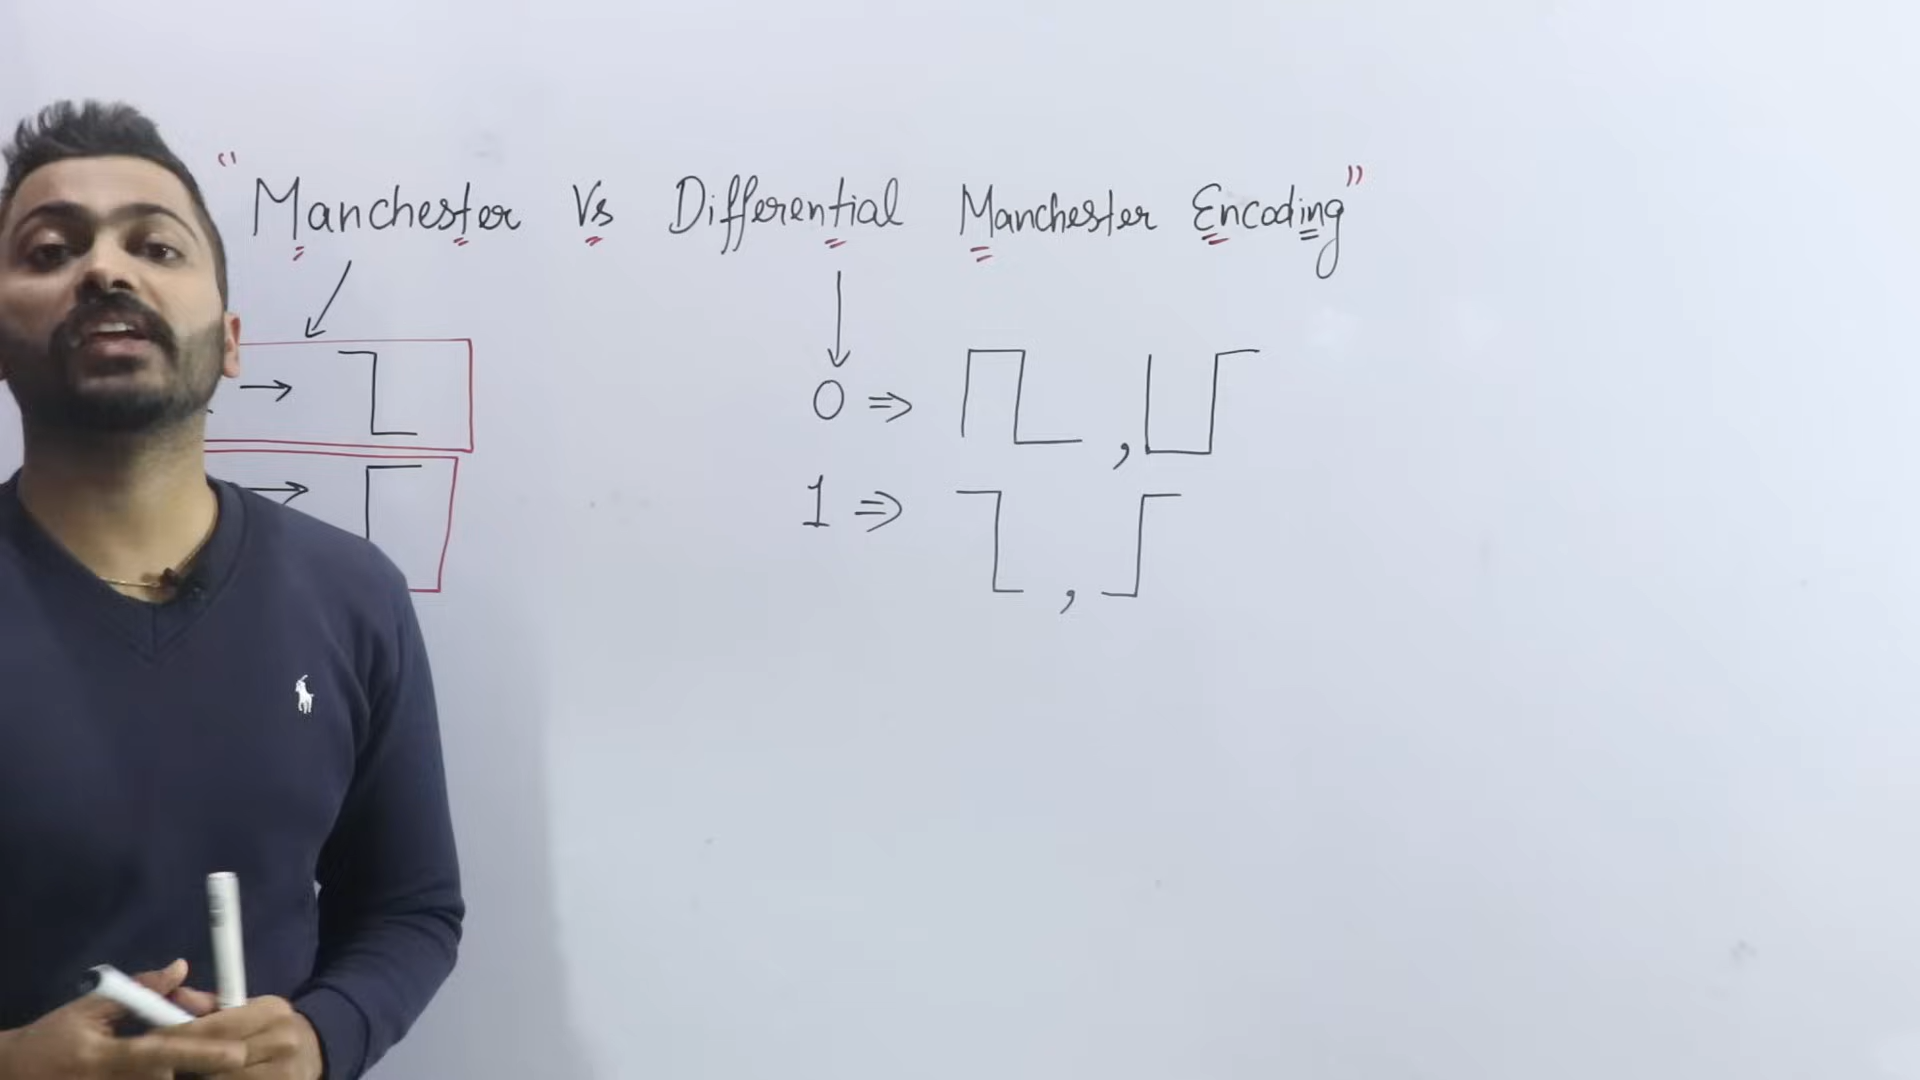 "Manchester Vs Differential Manchester Encoding"
0 ⇒ ,
1 ⇒ ,